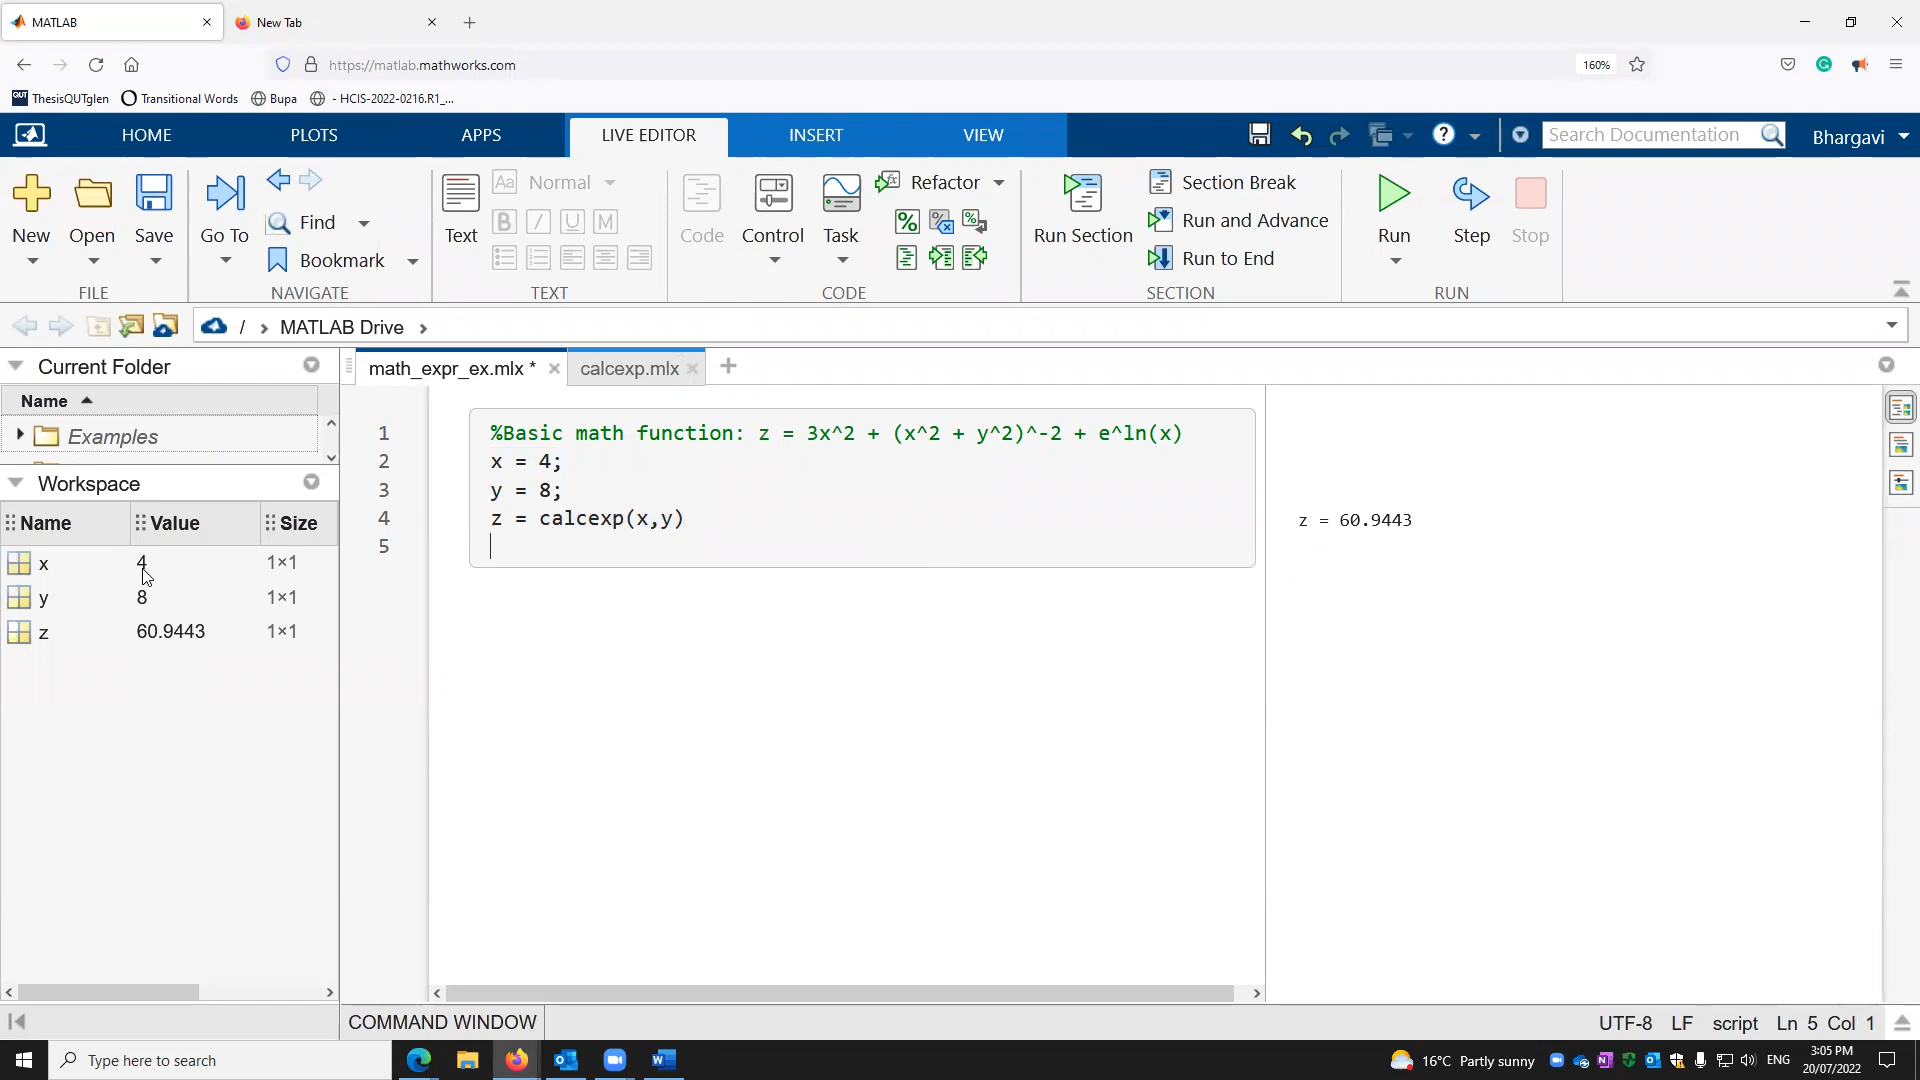 MATLAB
New Tab
https://matlab.mathworks.com
160%
ThesisQUTglen
Transitional Words
Bupa
- HCIS-2022-0216.R1_...
HOME
PLOTS
APPS
LIVE EDITOR
INSERT
VIEW
Search Documentation
Bhargavi
New
Open
Save
FILE
Go To
Find
Bookmark
NAVIGATE
Text
Aa
Normal
B I U M
TEXT
Code
Control
Task
Refactor
CODE
Run Section
Section Break
Run and Advance
Run to End
SECTION
Run
Step
Stop
RUN
/ › MATLAB Drive ›
Current Folder
Name
Examples
Workspace
Name Value Size
x 4 1×1
y 8 1×1
z 60.9443 1×1
math_expr_ex.mlx *
calcexp.mlx
1 %Basic math function: z = 3x^2 + (x^2 + y^2)^-2 + e^ln(x)
2 x = 4;
3 y = 8;
4 z = calcexp(x,y)
5
z = 60.9443
COMMAND WINDOW
UTF-8 LF script Ln 5 Col 1
Type here to search
16°C Partly sunny
ENG
3:05 PM
20/07/2022